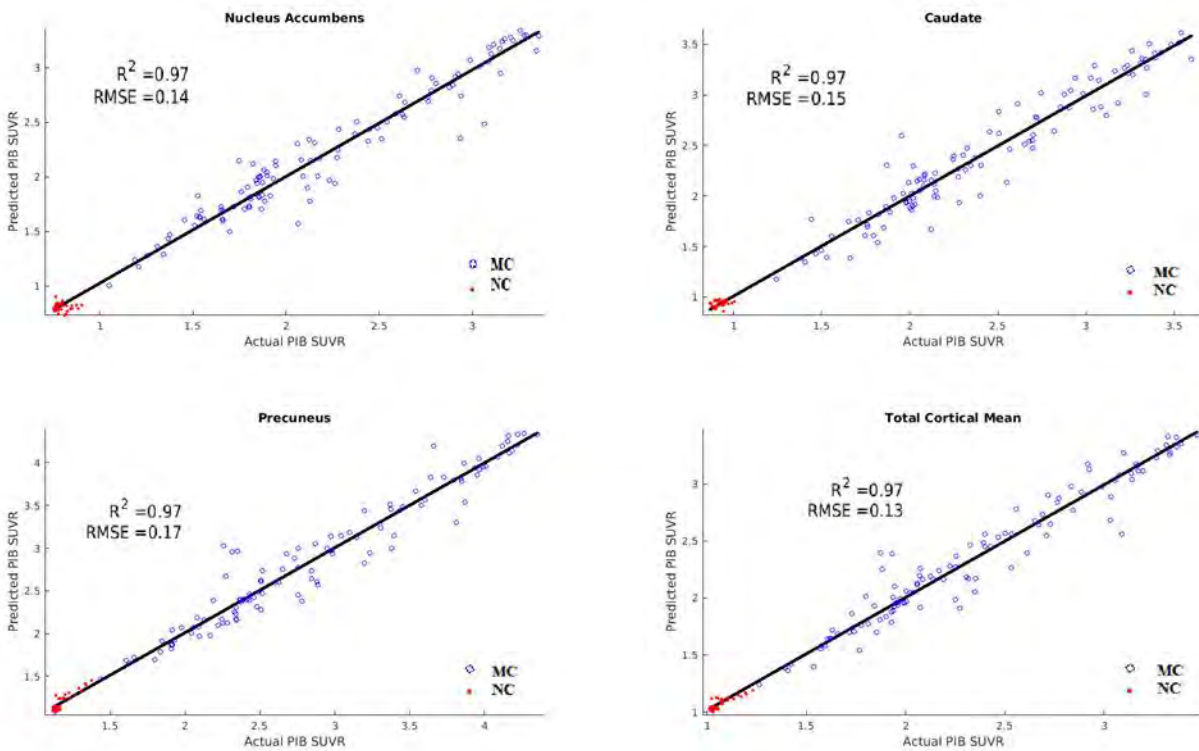 Nucleus Accumbens
R² =0.97
RMSE =0.14
Predicted PIB SUVR
3
2.5
2
1.5
1
MC
NC
1
1.5
2
2.5
3
Actual PIB SUVR
Caudate
R² =0.97
RMSE =0.15
Predicted PIB SUVR
3.5
3
2.5
2
1.5
1
MC
NC
1
1.5
2
2.5
3
3.5
Actual PIB SUVR
Precuneus
R² =0.97
RMSE =0.17
Predicted PIB SUVR
4
3.5
3
2.5
2
1.5
MC
NC
1.5
2
2.5
3
3.5
4
Actual PIB SUVR
Total Cortical Mean
R² =0.97
RMSE =0.13
Predicted PIB SUVR
3
2.5
2
1.5
1
MC
NC
1
1.5
2
2.5
3
Actual PIB SUVR